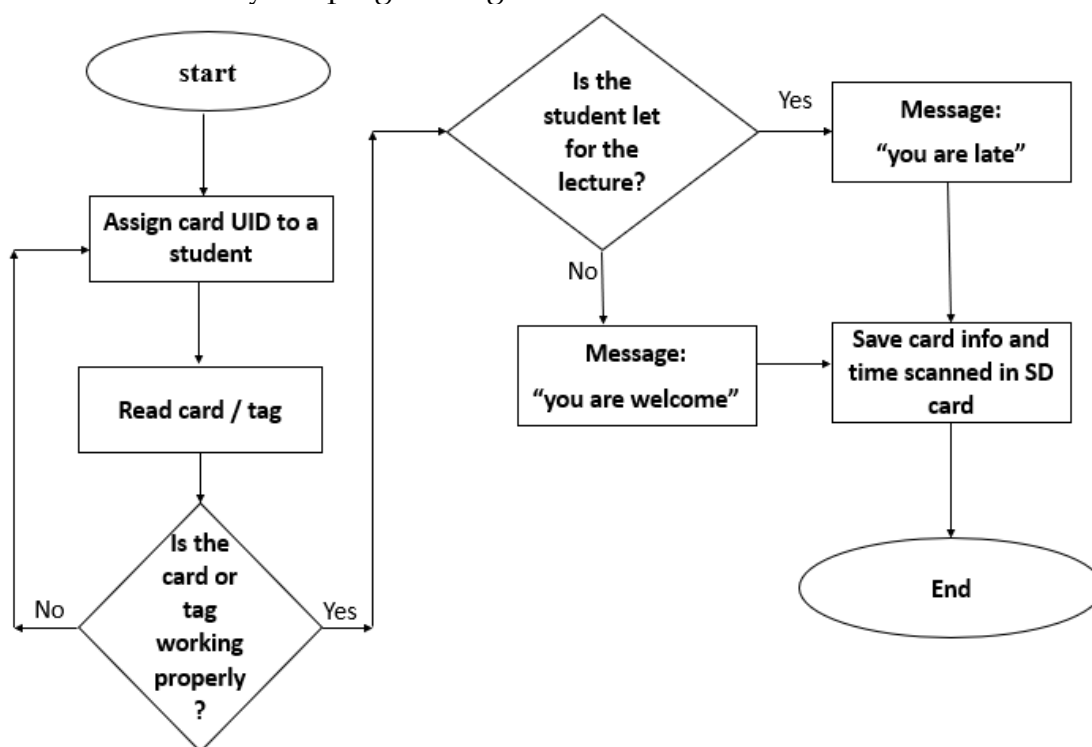 start
Assign card UID to a
student
Read card / tag
Is the
card or
tag
working
properly
?
No
Yes
Is the
student let
for the
lecture?
Yes
No
Message:
“you are late”
Message:
“you are welcome”
Save card info and
time scanned in SD
card
End